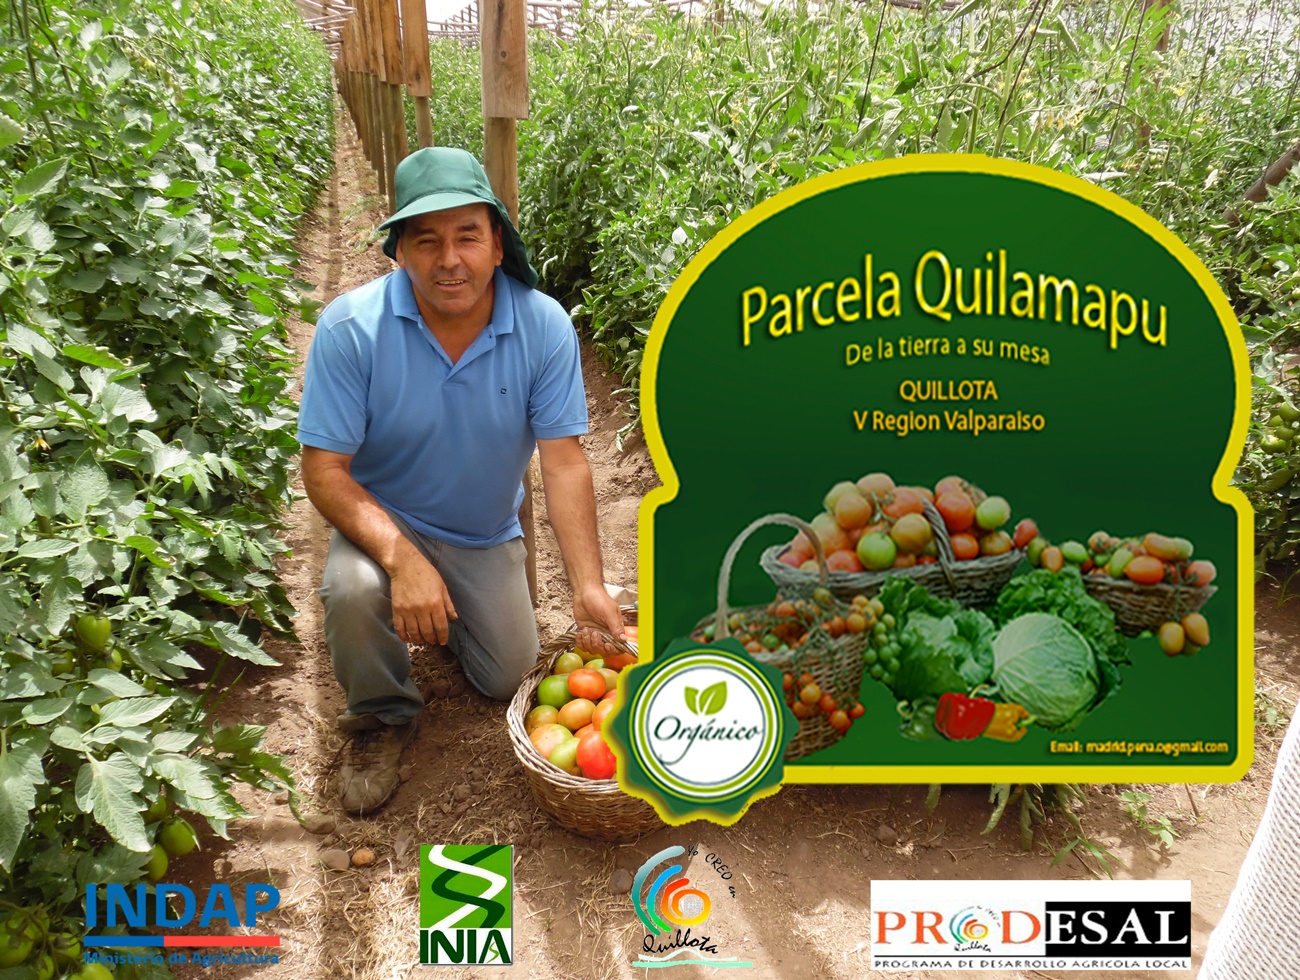 Parcela Quilamapu
De la tierra a su mesa
QUILLOTA
V Region Valparaiso
Orgánico
Email: madrid.pena.o@gmail.com
INDAP
Ministerio de Agricultura
INIA
Yo CREO en
Quillota
PRODESAL
Quillota
PROGRAMA DE DESARROLLO AGRICOLA LOCAL